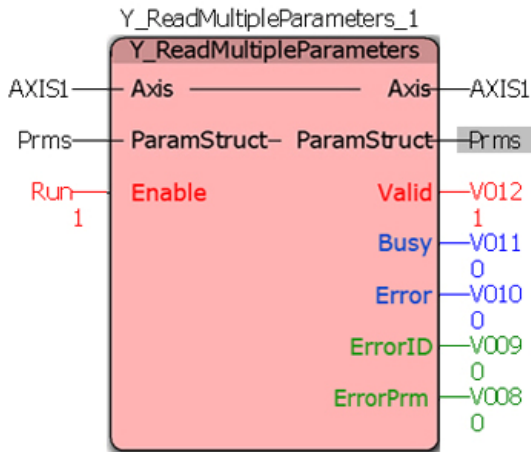 Y_ReadMultipleParameters_1
Y_ReadMultipleParameters
AXIS1 Axis Axis AXIS1
Prms ParamStruct ParamStruct Prms
Run Enable Valid V012
1 1
Busy V011
0
Error V010
0
ErrorID V009
0
ErrorPrm V008
0